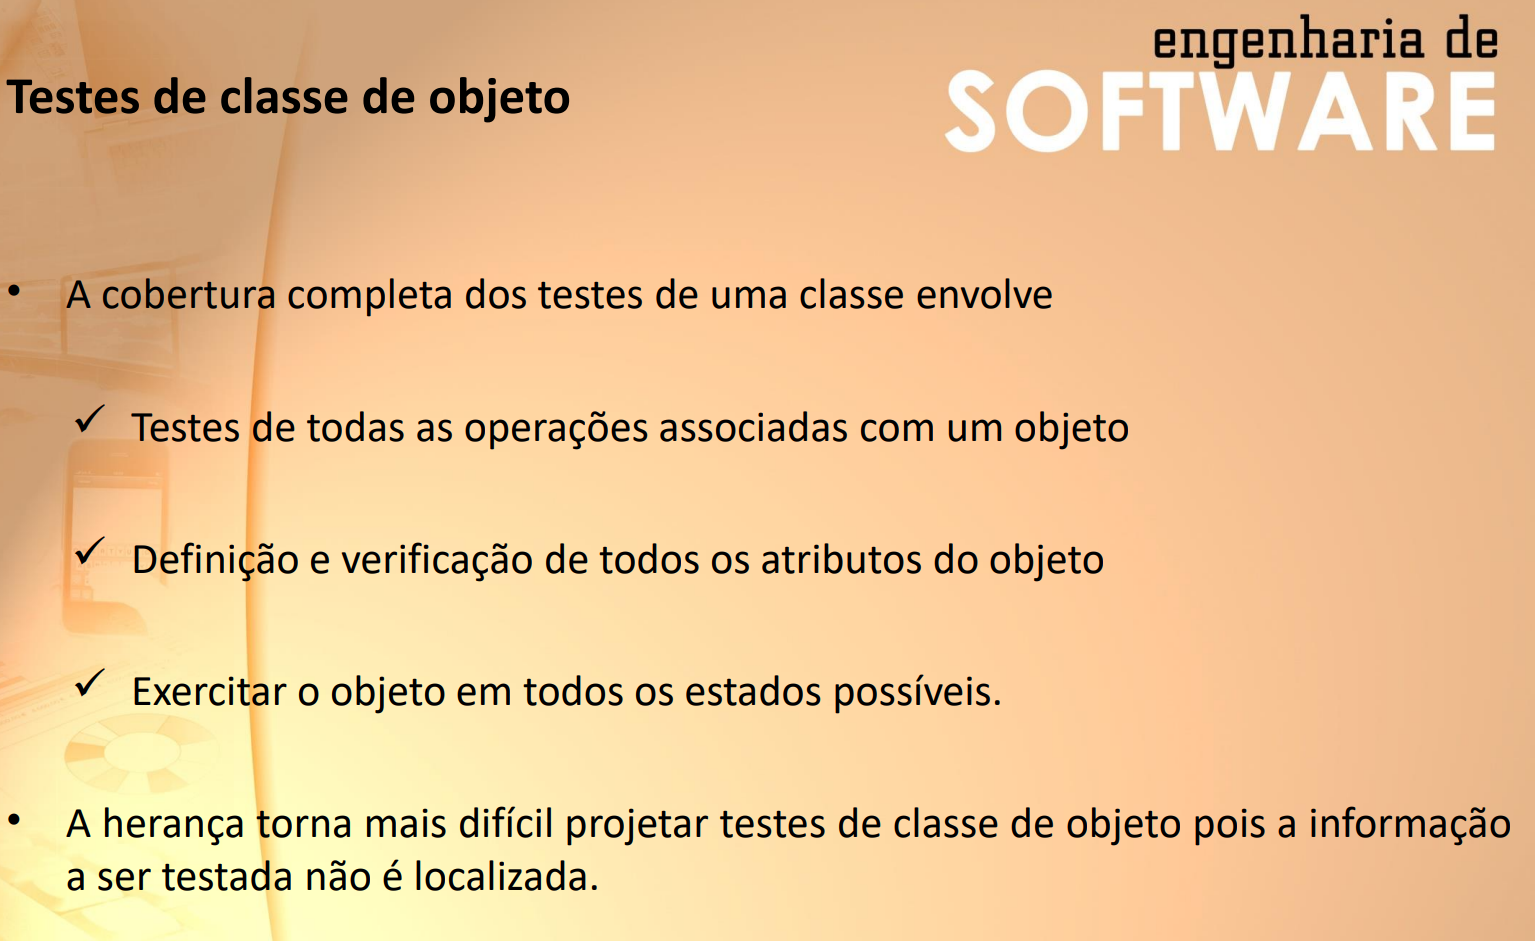 engenharia de
SOFTWARE
Testes de classe de objeto
• A cobertura completa dos testes de uma classe envolve
✓ Testes de todas as operações associadas com um objeto
✓ Definição e verificação de todos os atributos do objeto
✓ Exercitar o objeto em todos os estados possíveis.
• A herança torna mais difícil projetar testes de classe de objeto pois a informação
a ser testada não é localizada.